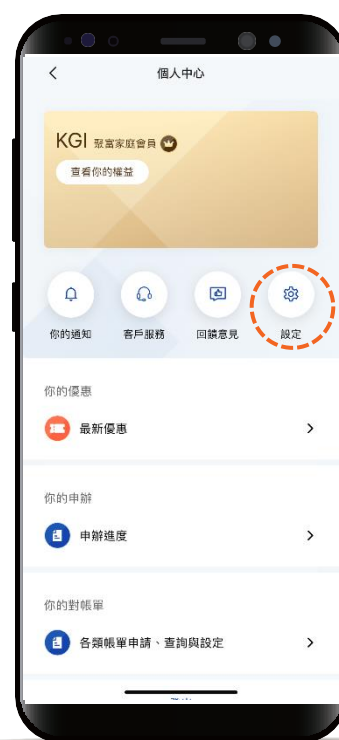 個人中心
KGI 聚富家庭會員
查看你的權益
你的通知 客戶服務 回饋意見 設定
你的優惠
最新優惠
你的申辦
申辦進度
你的對帳單
各類帳單申請、查詢與設定